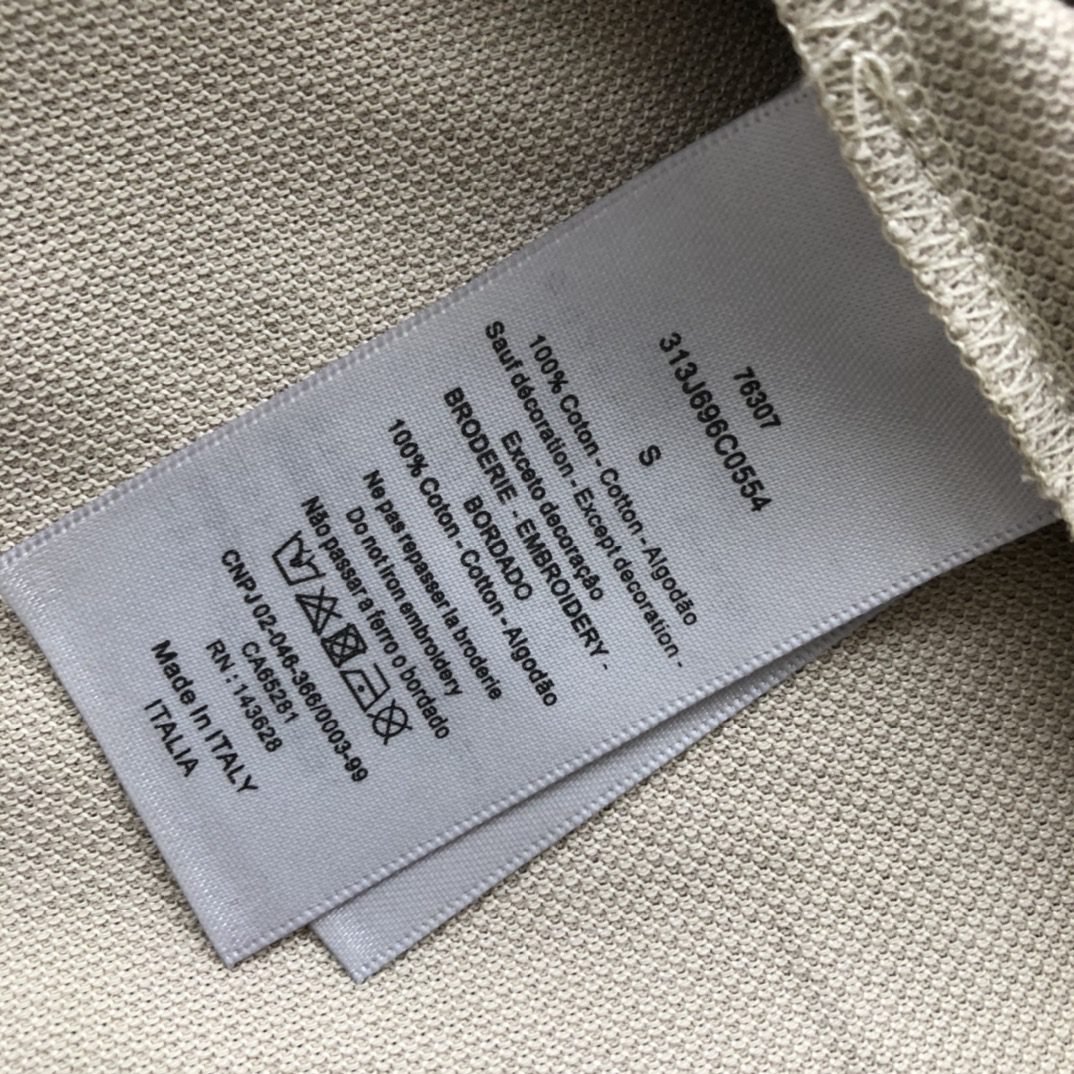 76307
313J696C0554
S
100% Coton - Cotton - Algodão
Sauf décoration - Except decoration -
Exceto decoração
BRODERIE - EMBROIDERY -
BORDADO
100% Coton - Cotton - Algodão
Ne pas repasser la broderie
Do not iron embroidery
Não passar a ferro o bordado
CNPJ 02-046-366/0003-99
CA65281
RN : 143628
Made In ITALY
ITALIA